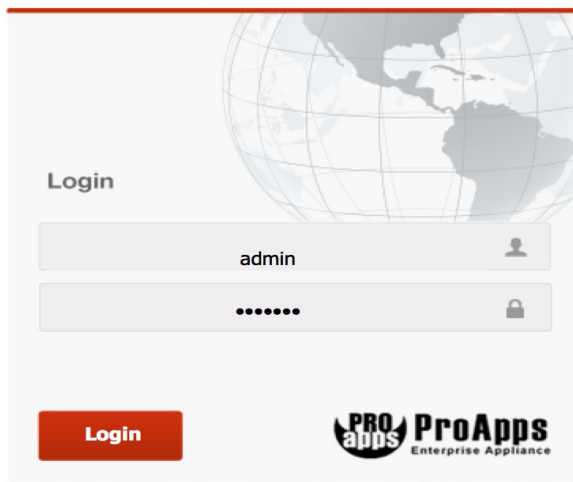 Login
admin
•••••••
Login
PRO apps ProApps
Enterprise Appliance